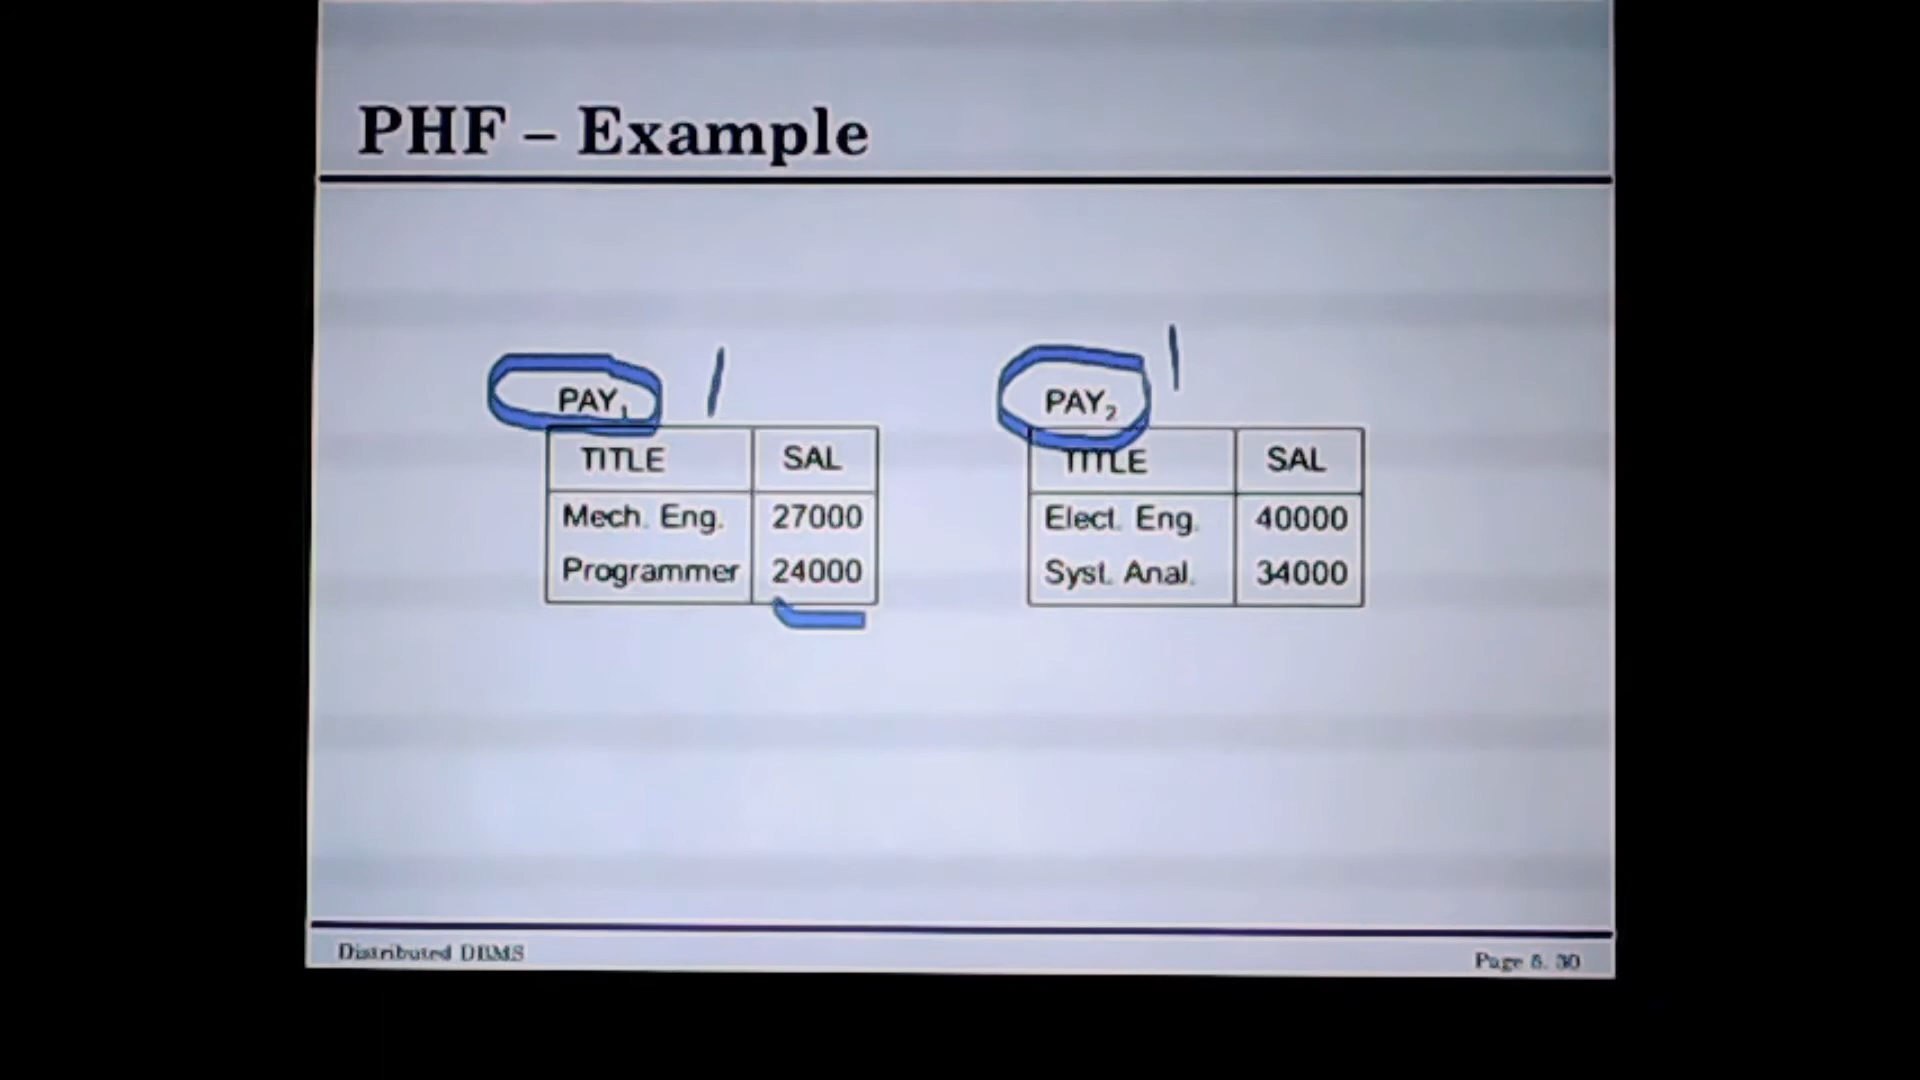 PHF – Example
PAY1
TITLE SAL
Mech. Eng. 27000
Programmer 24000
PAY2
TITLE SAL
Elect. Eng. 40000
Syst. Anal. 34000
Distributed DBMS
Page 5. 30